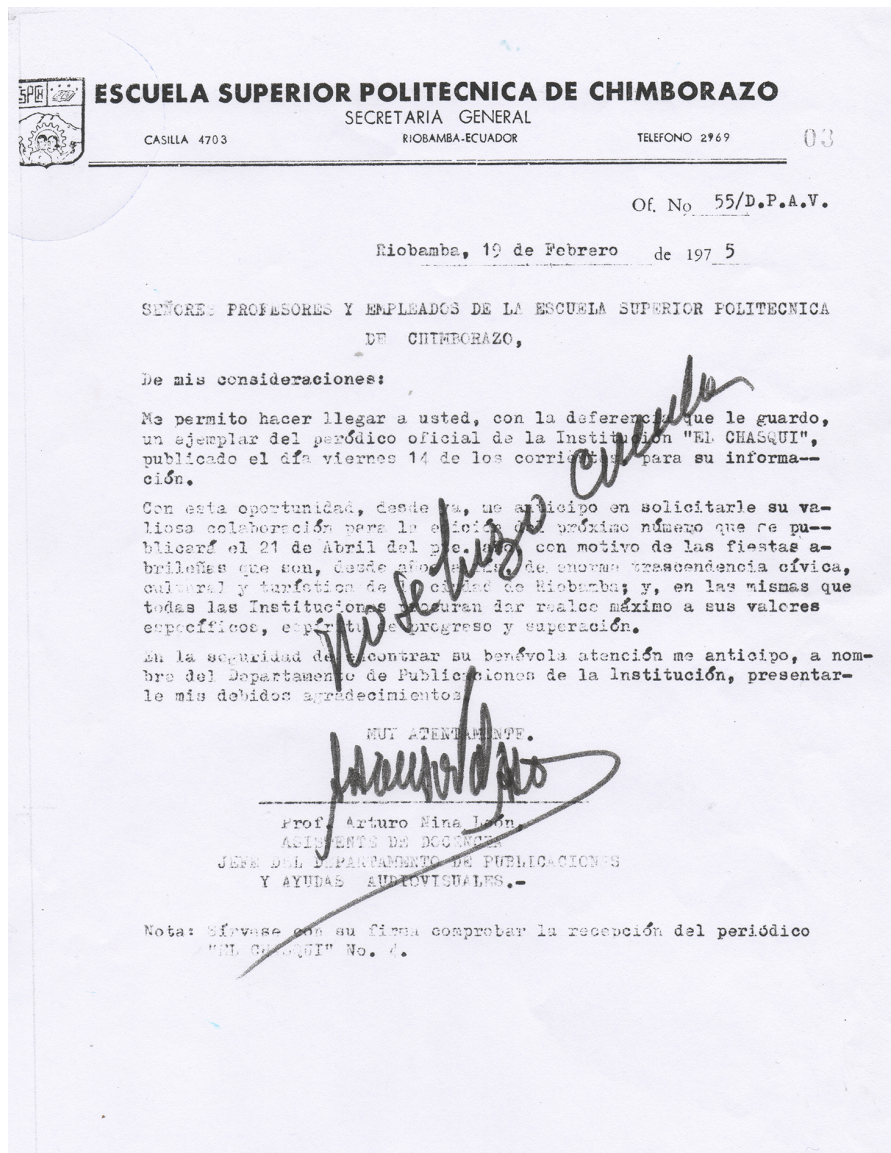 ESPCH
ESCUELA SUPERIOR POLITECNICA DE CHIMBORAZO
SECRETARIA GENERAL
CASILLA 4703 RIOBAMBA-ECUADOR TELEFONO 2969 03
Of. No 55/D.P.A.V.
Riobamba, 19 de Febrero de 197 5
SEÑORES PROFESORES Y EMPLEADOS DE LA ESCUELA SUPERIOR POLITECNICA
DE CHIMBORAZO,
De mis consideraciones:
Me permito hacer llegar a usted, con la deferencia que le guardo,
un ejemplar del peródico oficial de la Institución "EL CHASQUI",
publicado el día viernes 14 de los corrientes, para su informa--
ción.
Con esta oportunidad, desde ya, me anticipo en solicitarle su va-
liosa colaboración para la edición del próximo número que se pu--
blicará el 21 de Abril del pte. año, con motivo de las fiestas a-
brileñas que son, desde años de enorme trascendencia cívica,
cultural y turística de la ciudad de Riobamba; y, en las mismas que
todas las Instituciones procuran dar realce máximo a sus valores
específicos, espíritu de progreso y superación.
En la seguridad de encontrar su benévola atención me anticipo, a nom-
bre del Departamento de Publicaciones de la Institución, presentar-
le mis debidos agradecimientos
no se hizo
MUY ATENTAMENTE.
Prof. Arturo Nina León,
ASISTENTE DE DOCENCIA
JEFE DEL DEPARTAMENTO DE PUBLICACIONES
Y AYUDAS AUDIOVISUALES.-
Nota: Sírvase con su firma comprobar la recepción del periódico
"EL CHASQUI" No. 4.